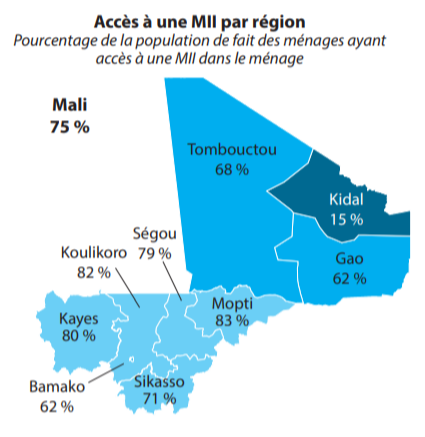 Accès à une MII par région
Pourcentage de la population de fait des ménages ayant
accès à une MII dans le ménage
Mali
75 %
Tombouctou
68 %
Kidal
15 %
Ségou
79 %
Gao
62 %
Koulikoro
82 %
Mopti
83 %
Kayes
80 %
Bamako
62 %
Sikasso
71 %